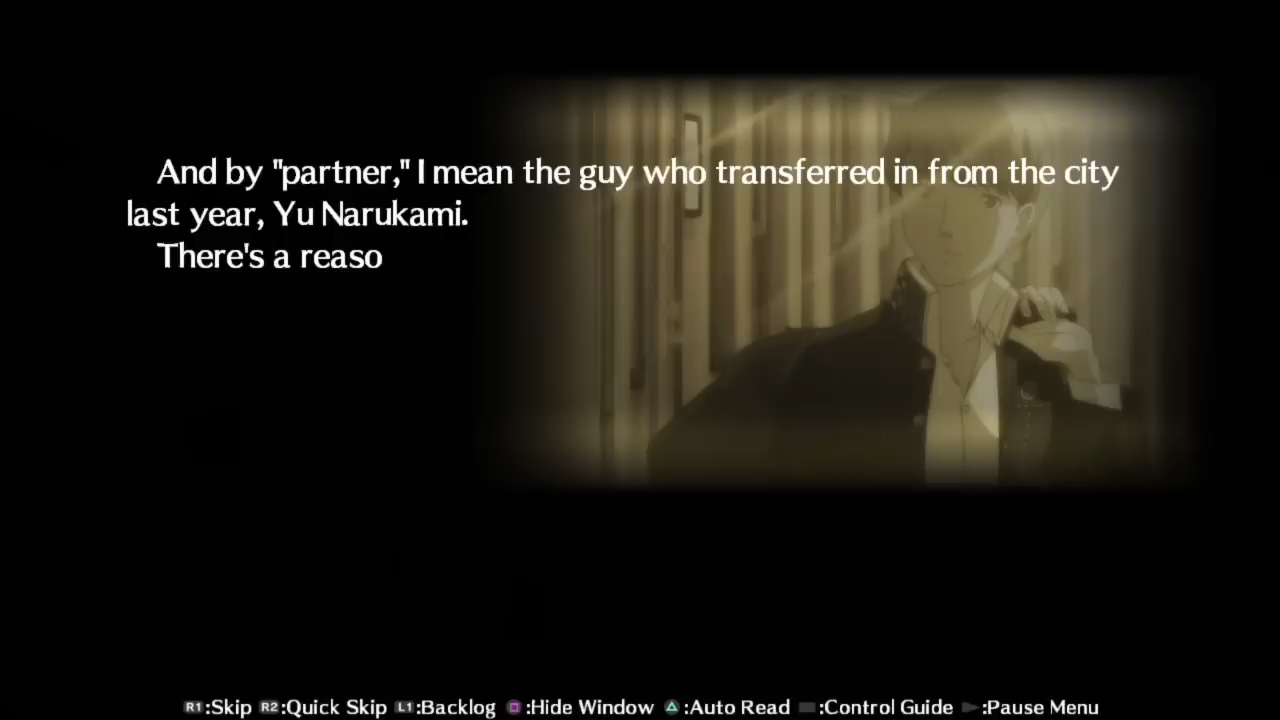 And by "partner," I mean the guy who transferred in from the city
last year, Yu Narukami.
There's a reaso
R1:Skip R2:Quick Skip L1:Backlog :Hide Window :Auto Read :Control Guide :Pause Menu